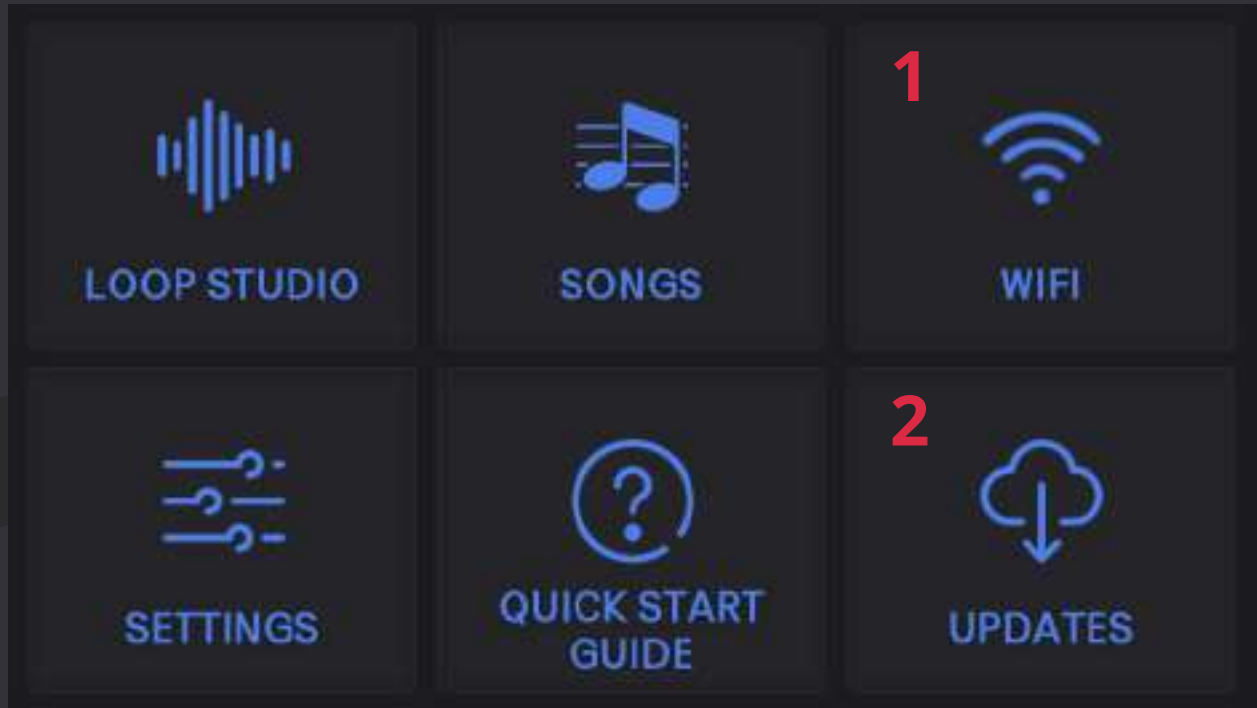 LOOP STUDIO
SONGS
1
WIFI
SETTINGS
QUICK START
GUIDE
2
UPDATES